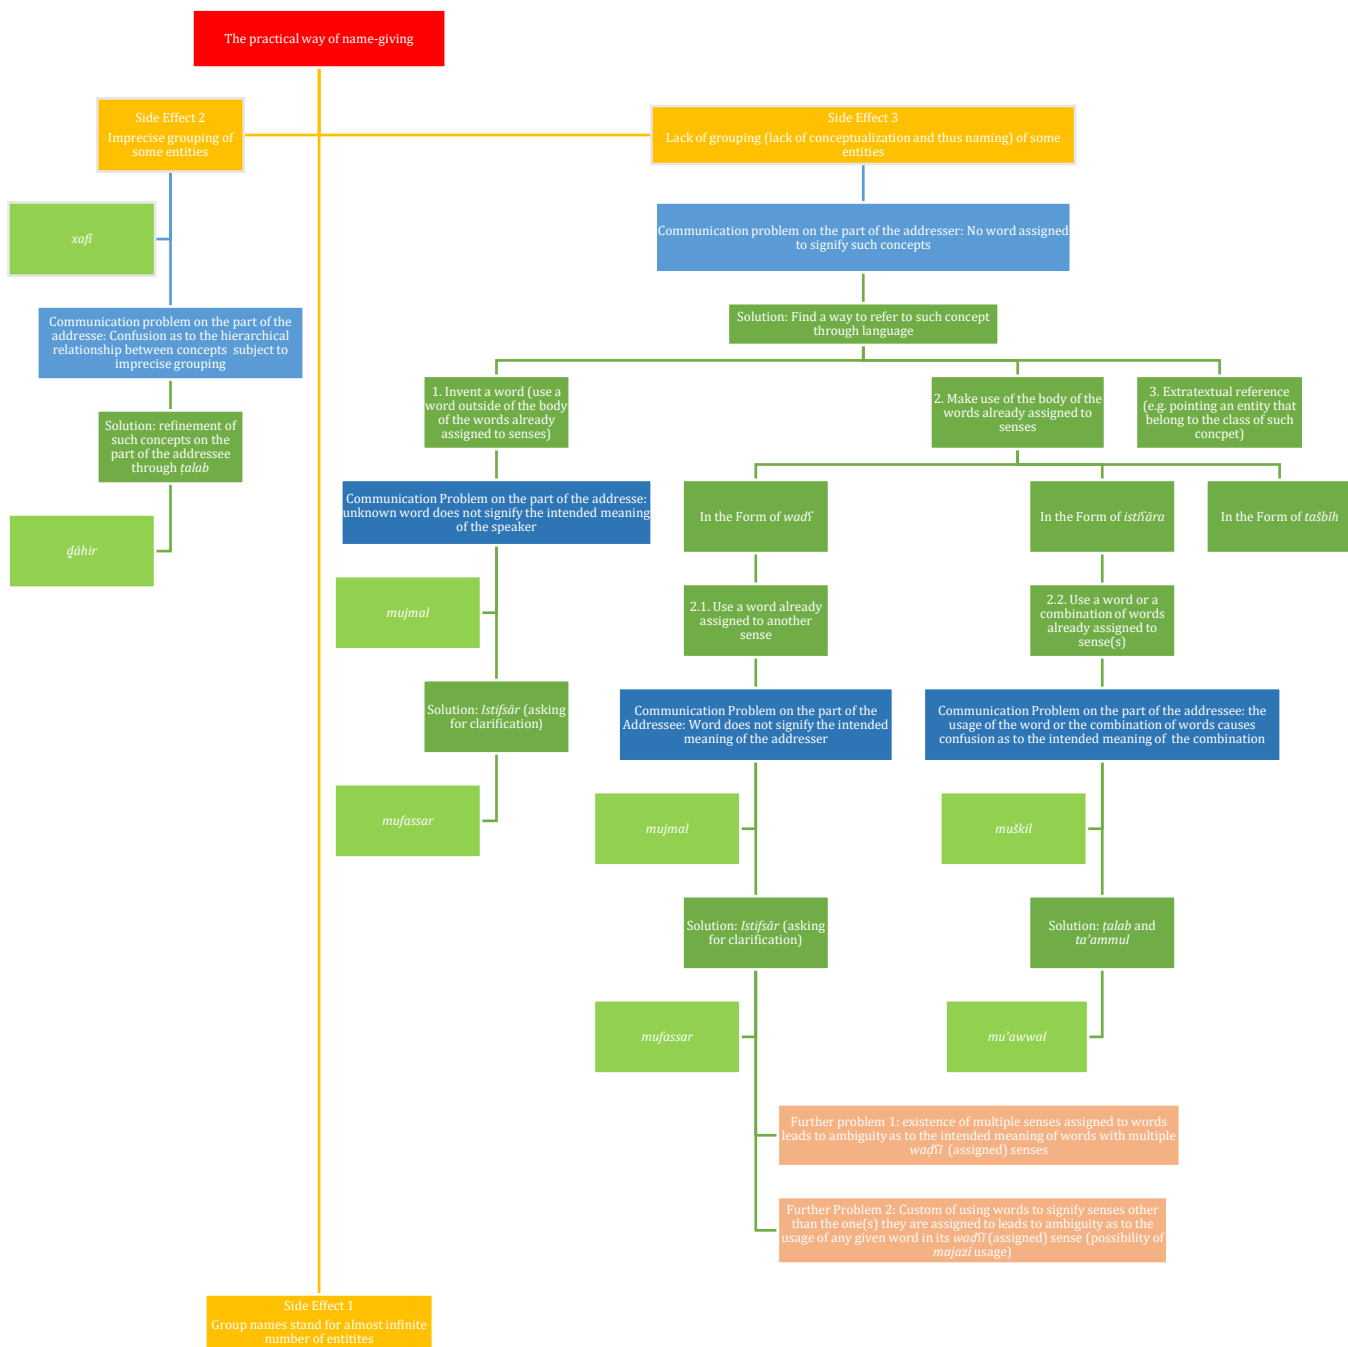 The practical way of name-giving
Side Effect 2
Imprecise grouping of
some entities
xafī
Communication problem on the part of the
addresse: Confusion as to the hierarchical
relationship between concepts subject to
imprecise grouping
Solution: refinement of
such concepts on the
part of the addressee
through ṭalab
ḏ̣āhir
Side Effect 3
Lack of grouping (lack of conceptualization and thus naming) of some
entities
Communication problem on the part of the addresser: No word assigned
to signify such concepts
Solution: Find a way to refer to such concept
through language
1. Invent a word (use a
word outside of the body
of the words already
assigned to senses)
Communication Problem on the part of the addresse:
unknown word does not signify the intended meaning
of the speaker
mujmal
Solution: Istifsār (asking
for clarification)
mufassar
2. Make use of the body of the
words already assigned to
senses
In the Form of waḍʕ
2.1. Use a word already
assigned to another
sense
Communication Problem on the part of the
Addressee: Word does not signify the intended
meaning of the addresser
mujmal
Solution: Istifsār (asking
for clarification)
mufassar
Further problem 1: existence of multiple senses assigned to words
leads to ambiguity as to the intended meaning of words with multiple
waḍʕī (assigned) senses
Further Problem 2: Custom of using words to signify senses other
than the one(s) they are assigned to leads to ambiguity as to the
usage of any given word in its waḍʕī (assigned) sense (possibility of
majazī usage)
In the Form of istiʕāra
2.2. Use a word or a
combination of words
already assigned to
sense(s)
Communication Problem on the part of the addressee: the
usage of the word or the combination of words causes
confusion as to the intended meaning of the combination
muškil
Solution: ṭalab and
ta’ammul
mu’awwal
In the Form of tašbīh
3. Extratextual reference
(e.g. pointing an entity that
belong to the class of such
concpet)
Side Effect 1
Group names stand for almost infinite
number of entitites